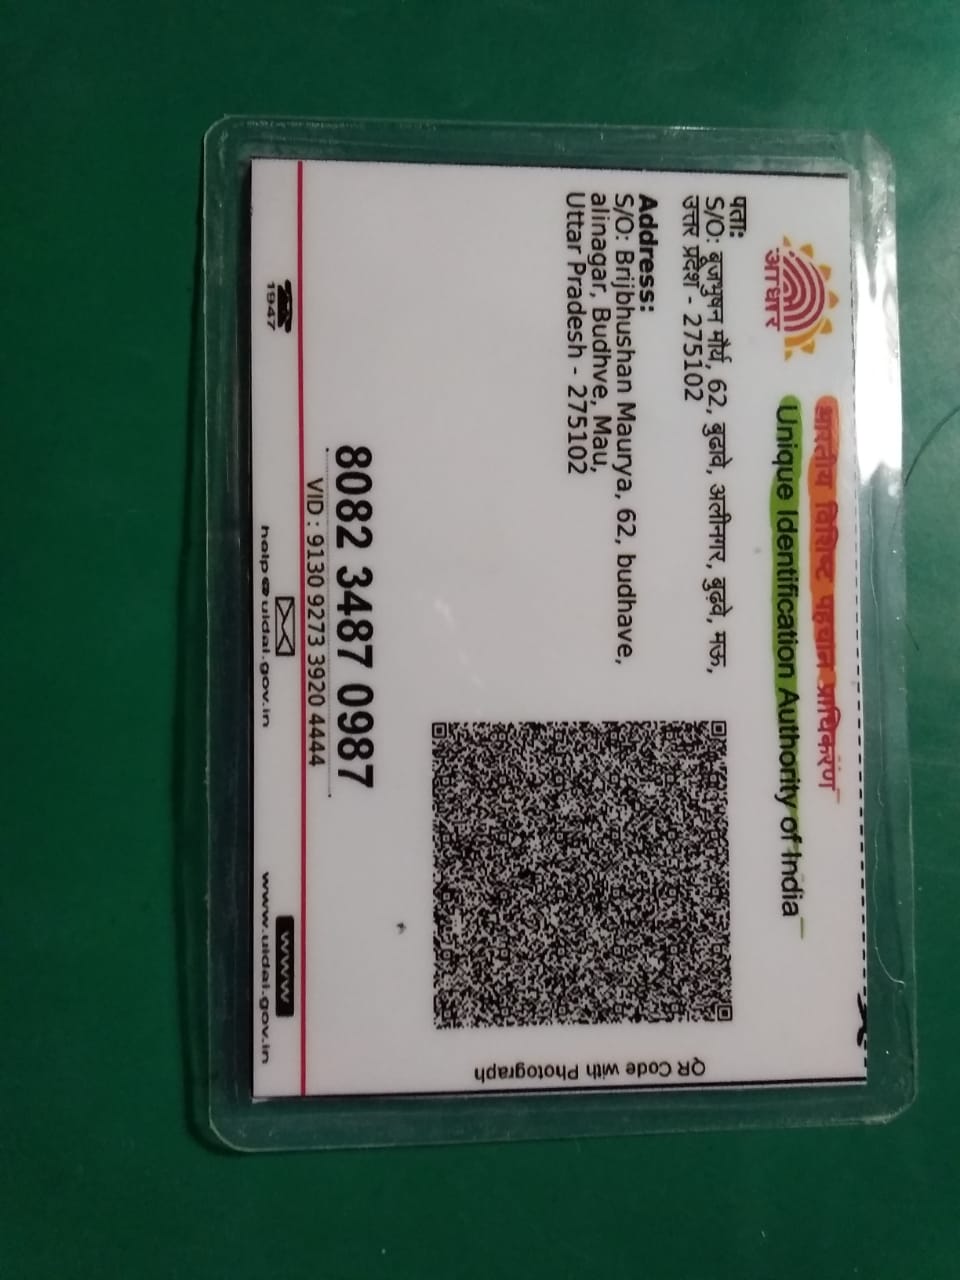 भारतीय विशिष्ट पहचान प्राधिकरण
Unique Identification Authority of India
आधार
पता:
S/O: बृजभुषन मौर्य, 62, बुढावे, अलीनगर, बुढ़वे, मऊ,
उत्तर प्रदेश - 275102
Address:
S/O: Brijbhushan Maurya, 62, budhave,
alinagar, Budhve, Mau,
Uttar Pradesh - 275102
QR Code with Photograph
8082 3487 0987
VID : 9130 9273 3920 4444
1947
help@uidai.gov.in
www
www.uidai.gov.in